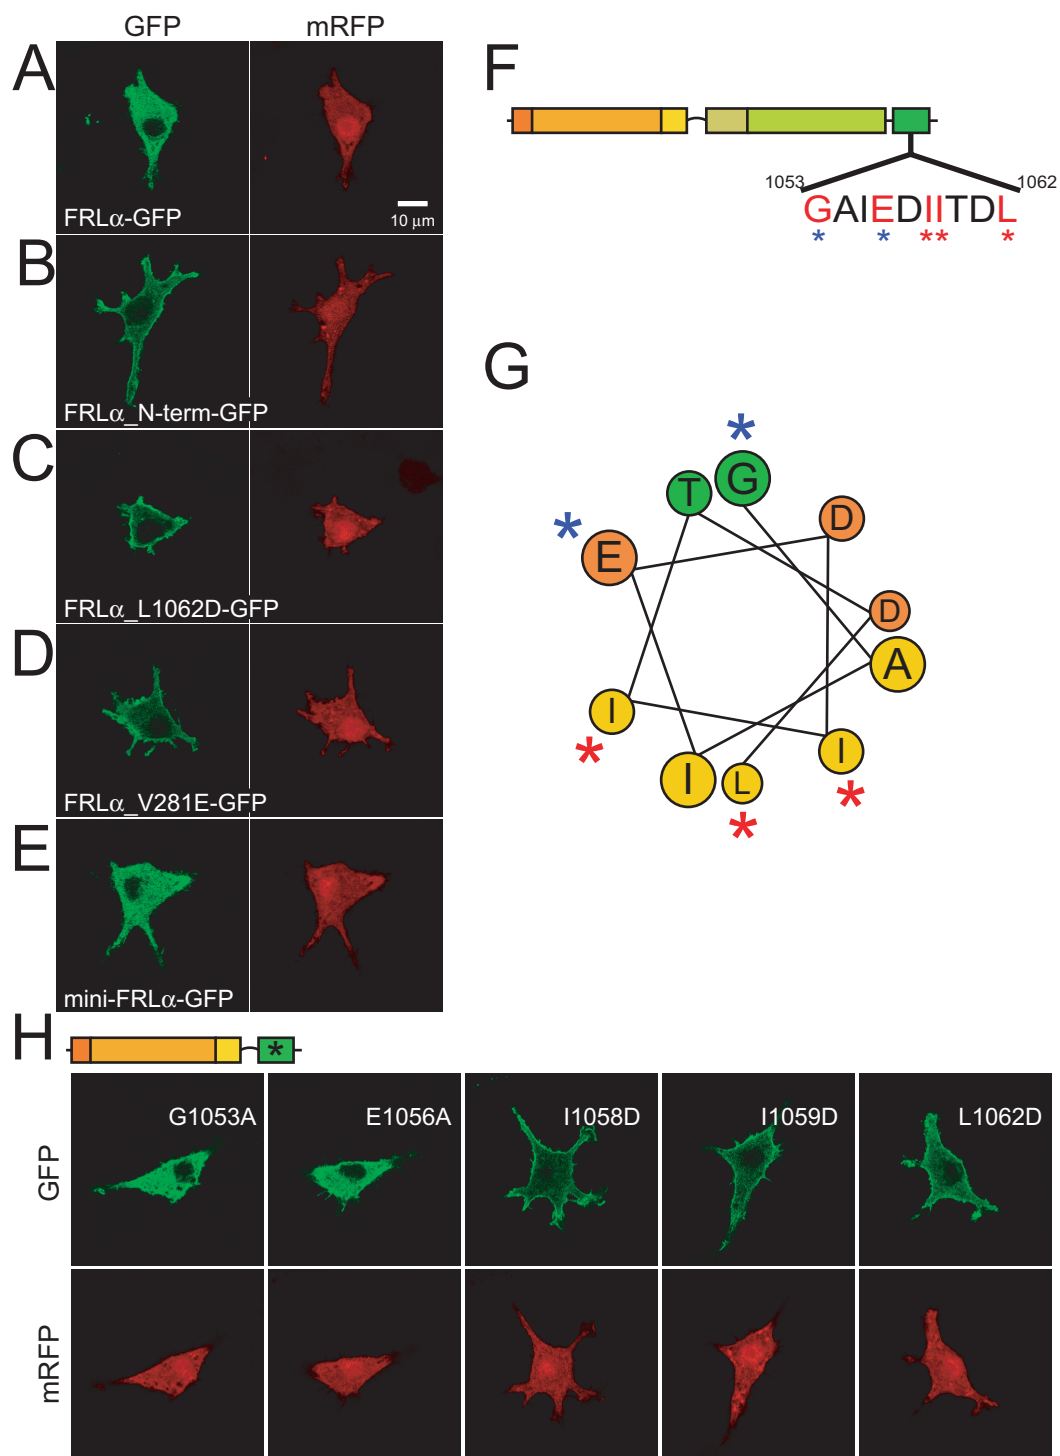 GFP mRFP
A
FRLα-GFP
10 µm
B
FRLα_N-term-GFP
C
FRLα_L1062D-GFP
D
FRLα_V281E-GFP
E
mini-FRLα-GFP
F
1053 1062
GAIEDIITDL
* * ** *
G
*
T G
* E D
D
A
I I
* *
I L
*
H
*
G1053A E1056A I1058D I1059D L1062D
GFP
mRFP